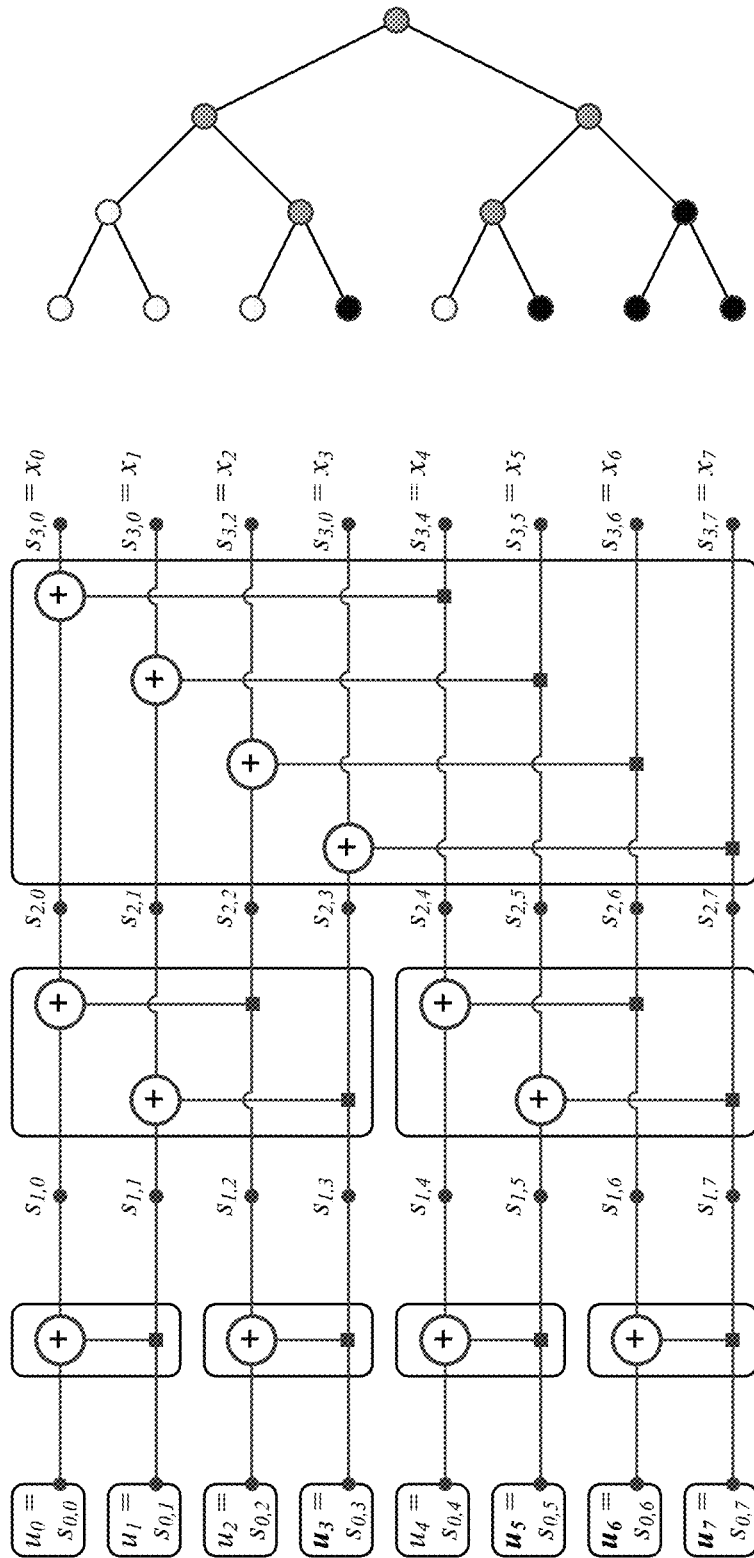 u0 =
s0,0
s1,0
s2,0
s3,0 = x0
u1 =
s0,1
s1,1
s2,1
s3,0 = x1
u2 =
s0,2
s1,2
s2,2
s3,2 = x2
u3 =
s0,3
s1,3
s2,3
s3,0 = x3
u4 =
s0,4
s1,4
s2,4
s3,4 = x4
u5 =
s0,5
s1,5
s2,5
s3,5 = x5
u6 =
s0,6
s1,6
s2,6
s3,6 = x6
u7 =
s0,7
s1,7
s2,7
s3,7 = x7
+
+
+
+
+
+
+
+
+
+
+
+